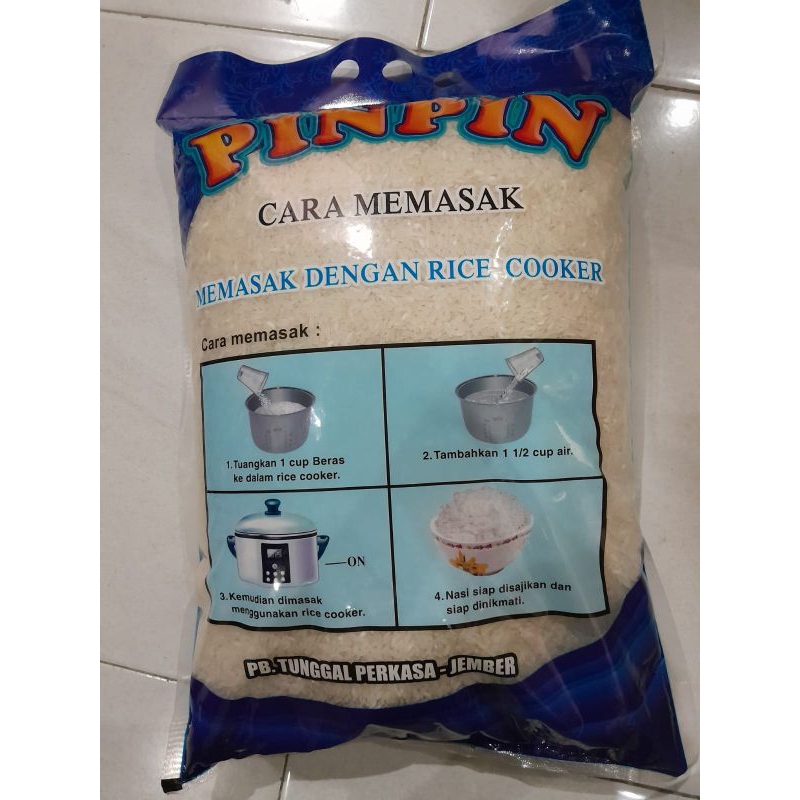 PINPIN
CARA MEMASAK
MEMASAK DENGAN RICE COOKER
Cara memasak :
1.Tuangkan 1 cup Beras
ke dalam rice cooker.
2.Tambahkan 1 1/2 cup air.
ON
3.Kemudian dimasak
menggunakan rice cooker.
4.Nasi siap disajikan dan
siap dinikmati.
PB. TUNGGAL PERKASA - JEMBER